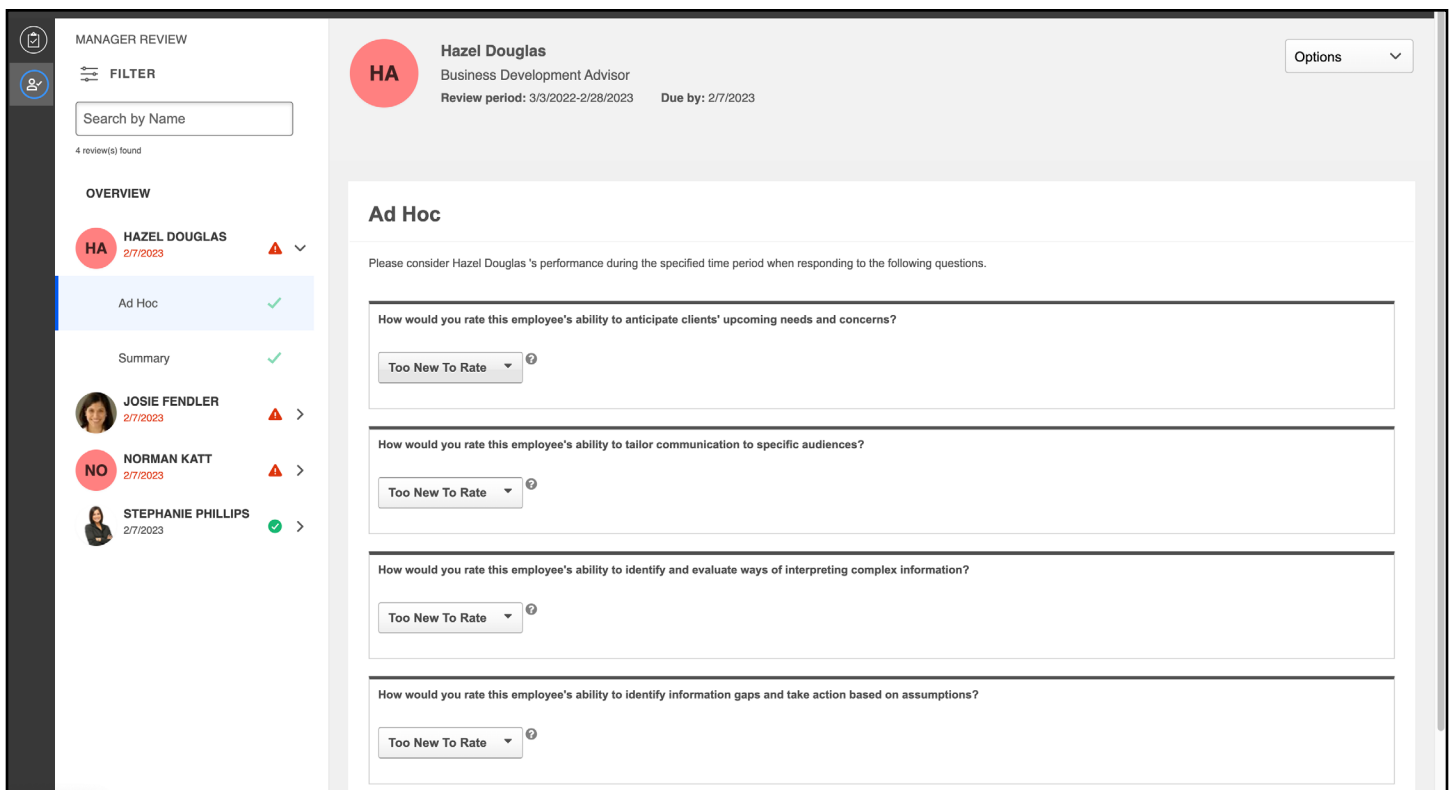 MANAGER REVIEW
FILTER
Search by Name
4 review(s) found
OVERVIEW
HA
HAZEL DOUGLAS
2/7/2023
Ad Hoc
Summary
JOSIE FENDLER
2/7/2023
NO
NORMAN KATT
2/7/2023
STEPHANIE PHILLIPS
2/7/2023
HA
Hazel Douglas
Business Development Advisor
Review period: 3/3/2022-2/28/2023 Due by: 2/7/2023
Options
Ad Hoc
Please consider Hazel Douglas 's performance during the specified time period when responding to the following questions.
How would you rate this employee's ability to anticipate clients' upcoming needs and concerns?
Too New To Rate
?
How would you rate this employee's ability to tailor communication to specific audiences?
Too New To Rate
?
How would you rate this employee's ability to identify and evaluate ways of interpreting complex information?
Too New To Rate
?
How would you rate this employee's ability to identify information gaps and take action based on assumptions?
Too New To Rate
?